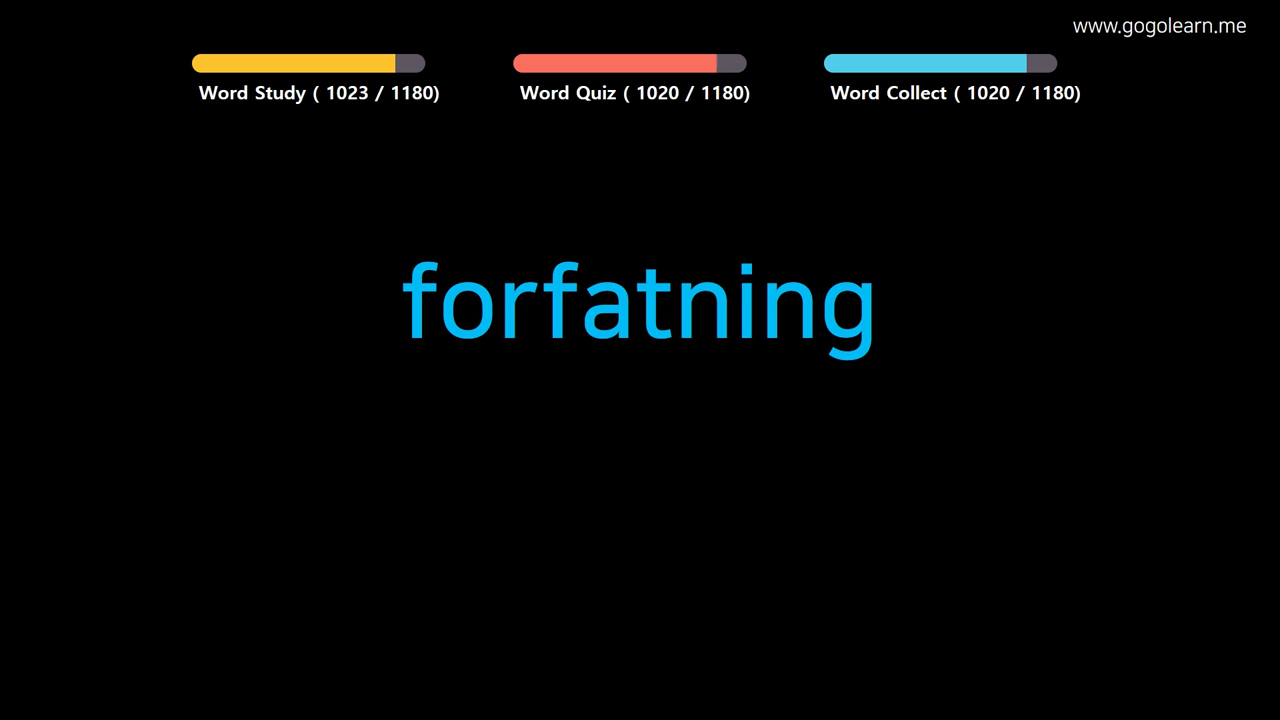 www.gogolearn.me
Word Study ( 1023 / 1180)
Word Quiz ( 1020 / 1180)
Word Collect ( 1020 / 1180)
forfatning